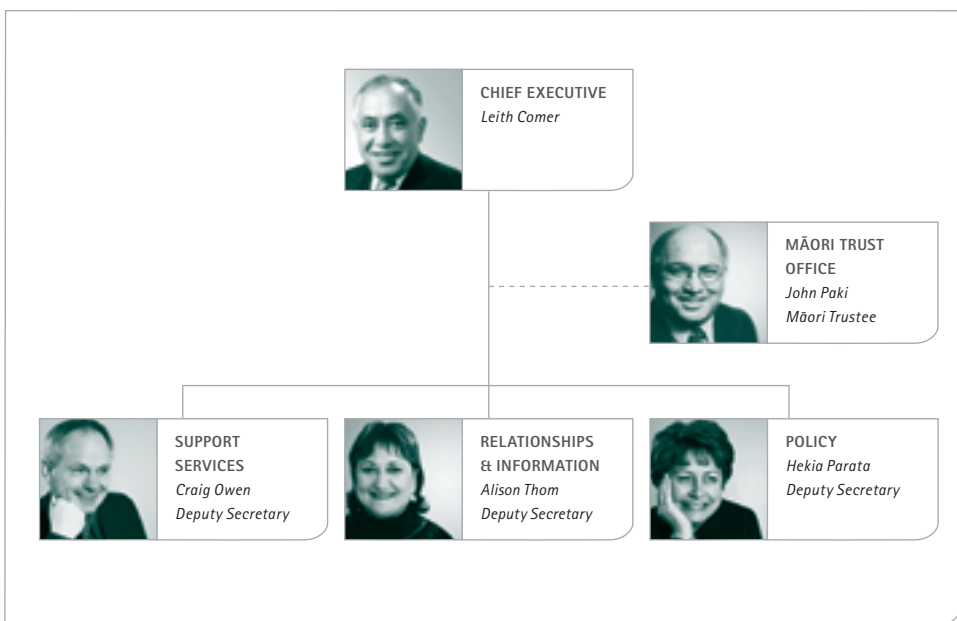 CHIEF EXECUTIVE
Leith Comer
MĀORI TRUST
OFFICE
John Paki
Māori Trustee
SUPPORT
SERVICES
Craig Owen
Deputy Secretary
RELATIONSHIPS
& INFORMATION
Alison Thom
Deputy Secretary
POLICY
Hekia Parata
Deputy Secretary